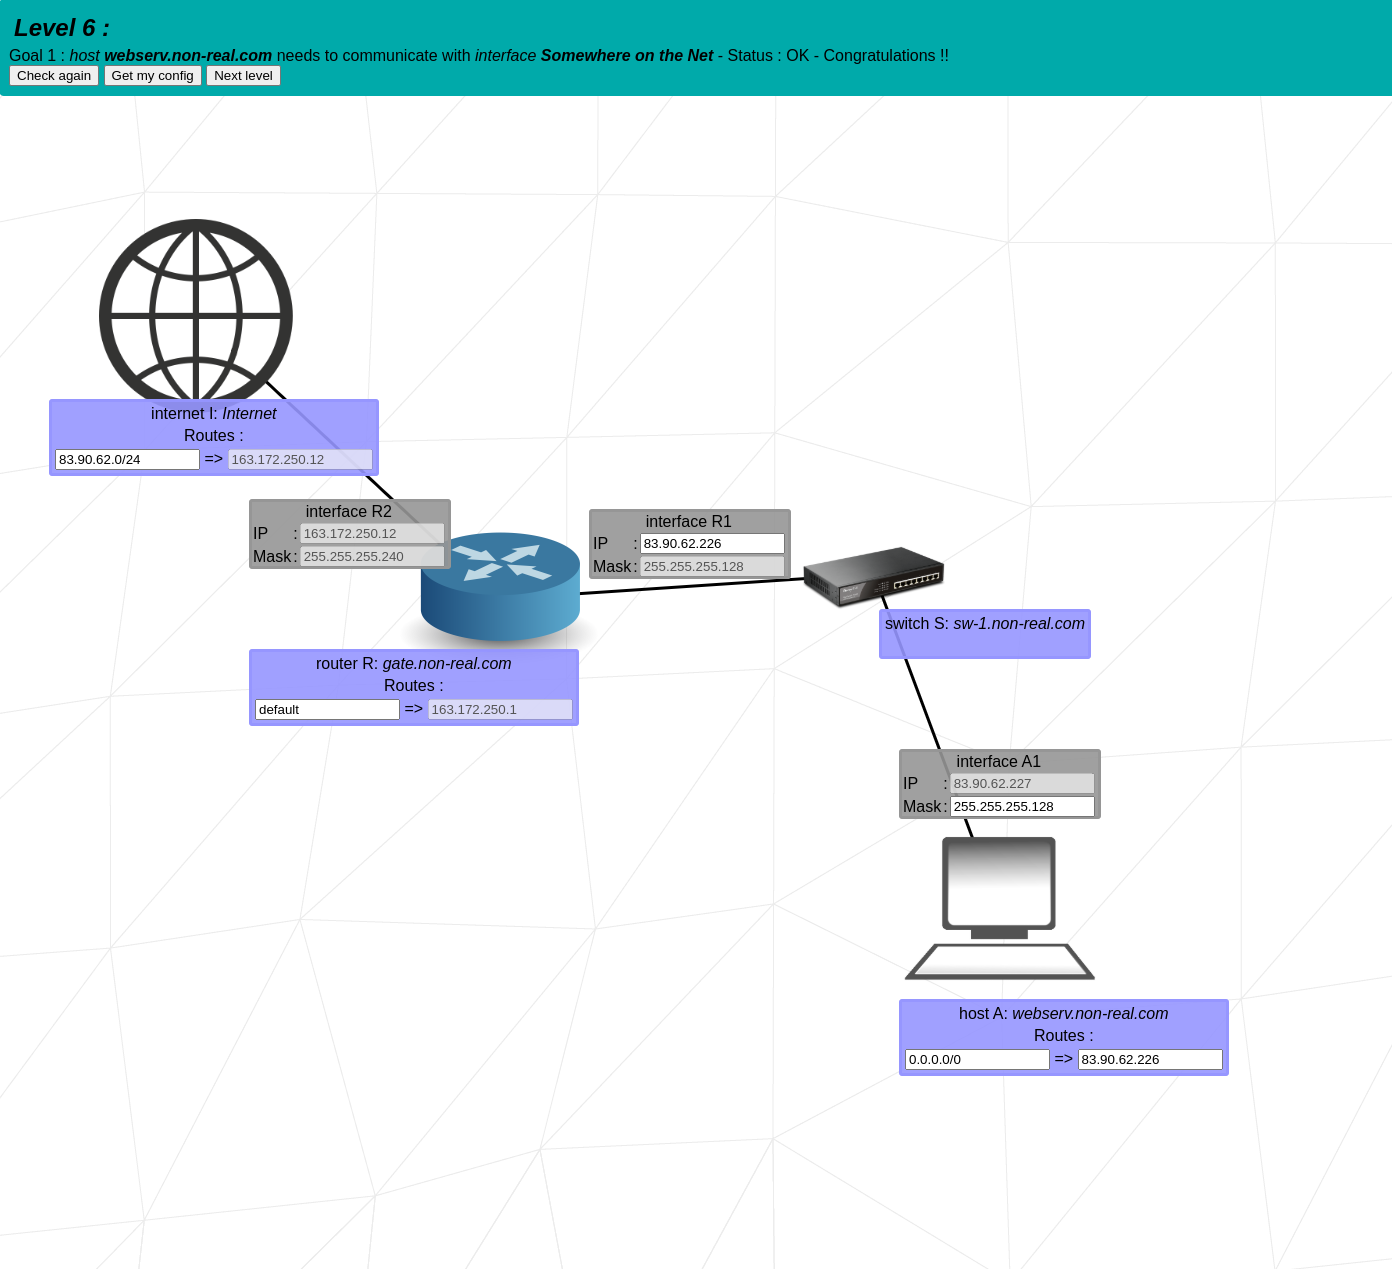 Level 6 :
Goal 1 : host webserv.non-real.com needs to communicate with interface Somewhere on the Net - Status : OK - Congratulations !!
Check again Get my config Next level
internet I: Internet
Routes :
83.90.62.0/24 => 163.172.250.12
interface R2
IP : 163.172.250.12
Mask : 255.255.255.240
interface R1
IP : 83.90.62.226
Mask : 255.255.255.128
switch S: sw-1.non-real.com
router R: gate.non-real.com
Routes :
default => 163.172.250.1
interface A1
IP : 83.90.62.227
Mask : 255.255.255.128
host A: webserv.non-real.com
Routes :
0.0.0.0/0 => 83.90.62.226